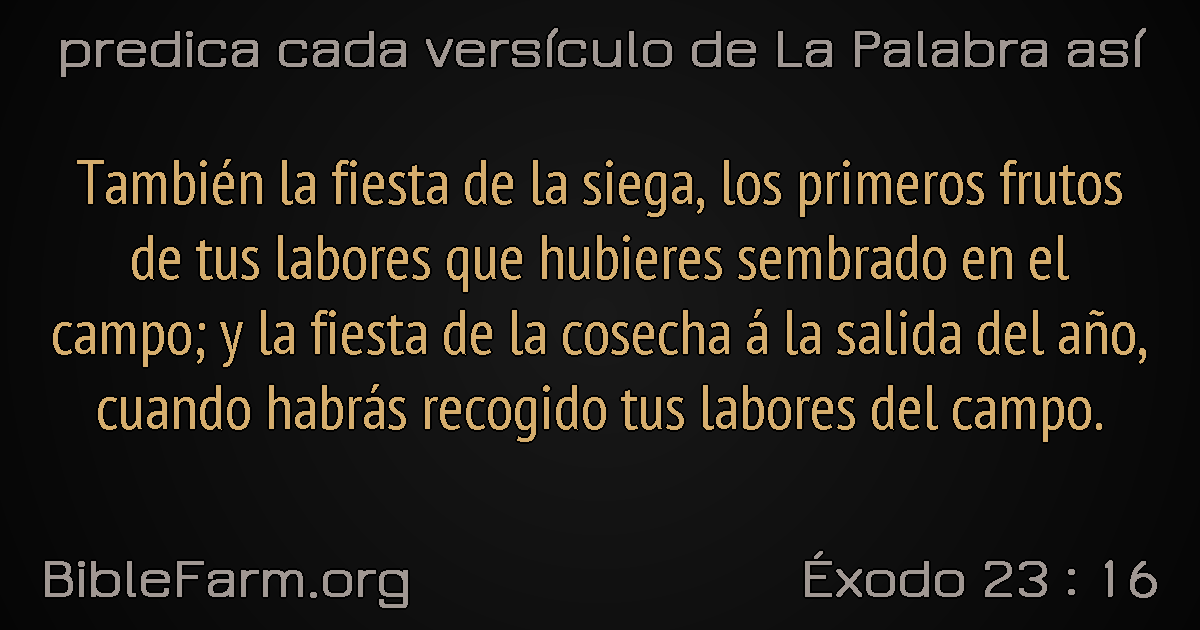 predica cada versículo de La Palabra así
También la fiesta de la siega, los primeros frutos
de tus labores que hubieres sembrado en el
campo; y la fiesta de la cosecha á la salida del año,
cuando habrás recogido tus labores del campo.
BibleFarm.org
Éxodo 23 : 16